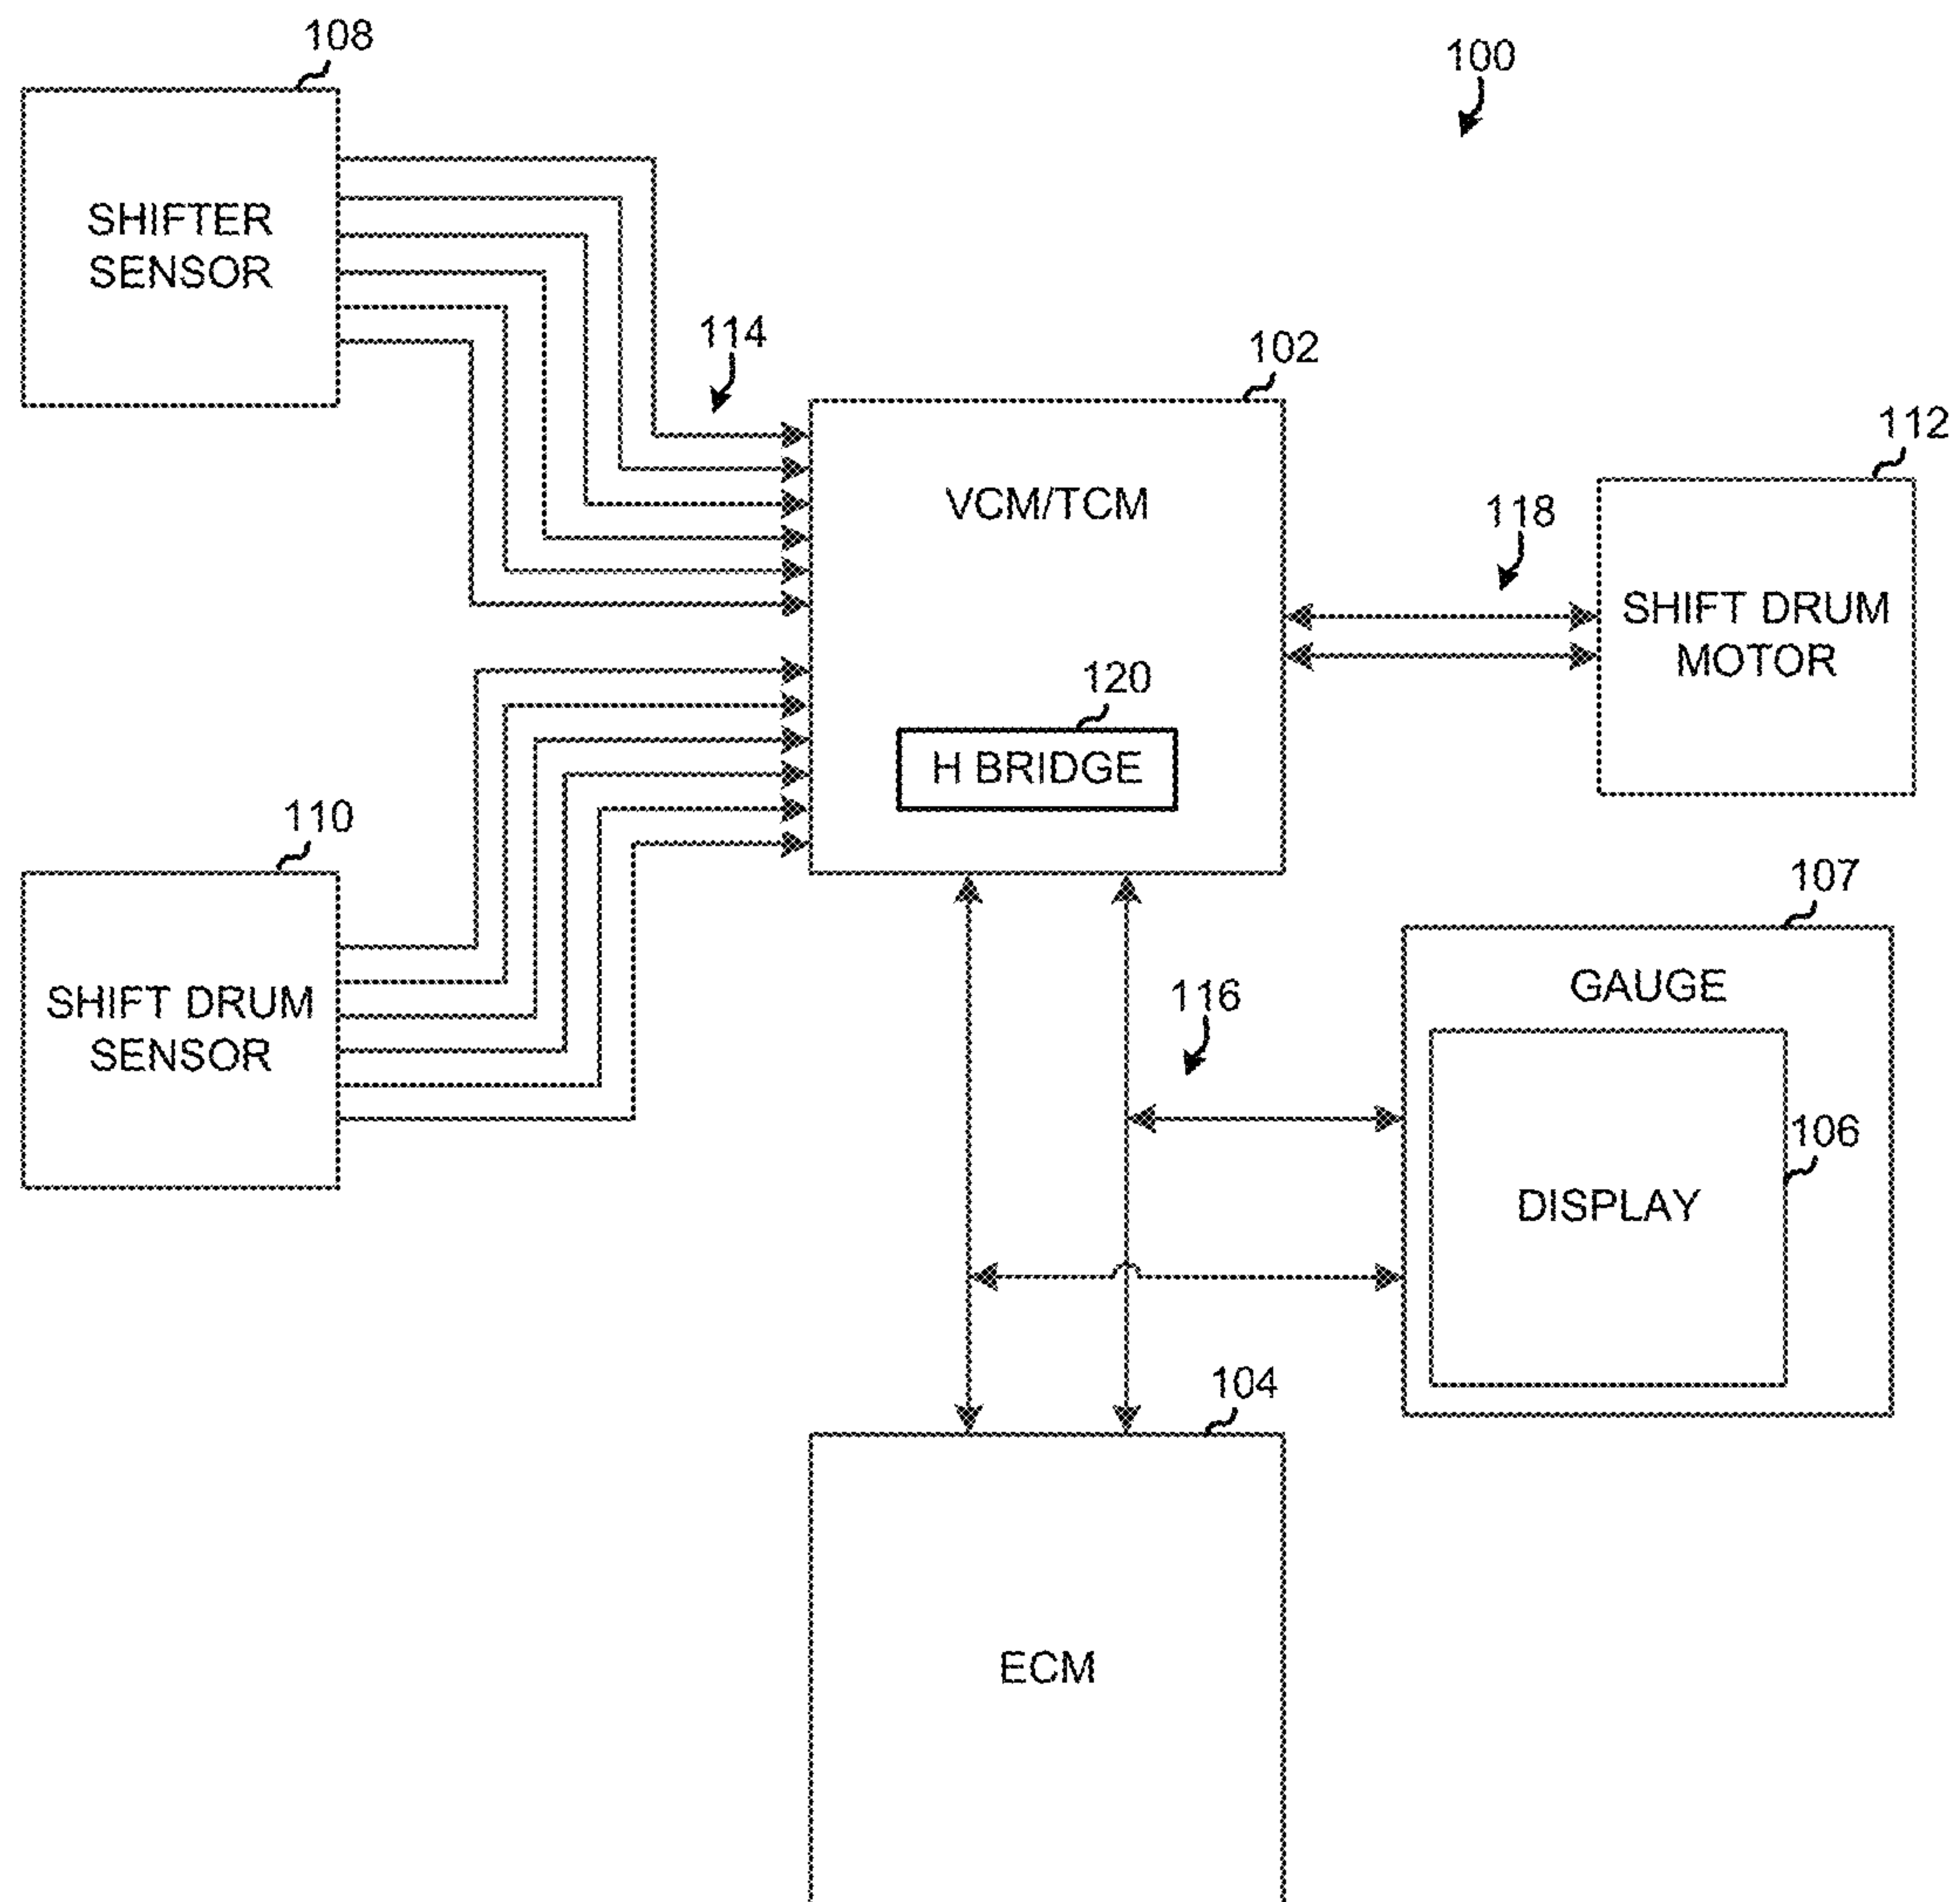 108
100
SHIFTER
SENSOR
114
102
112
VCM/TCM
118
SHIFT DRUM
MOTOR
120
H BRIDGE
110
107
SHIFT DRUM
SENSOR
GAUGE
116
106
DISPLAY
104
ECM